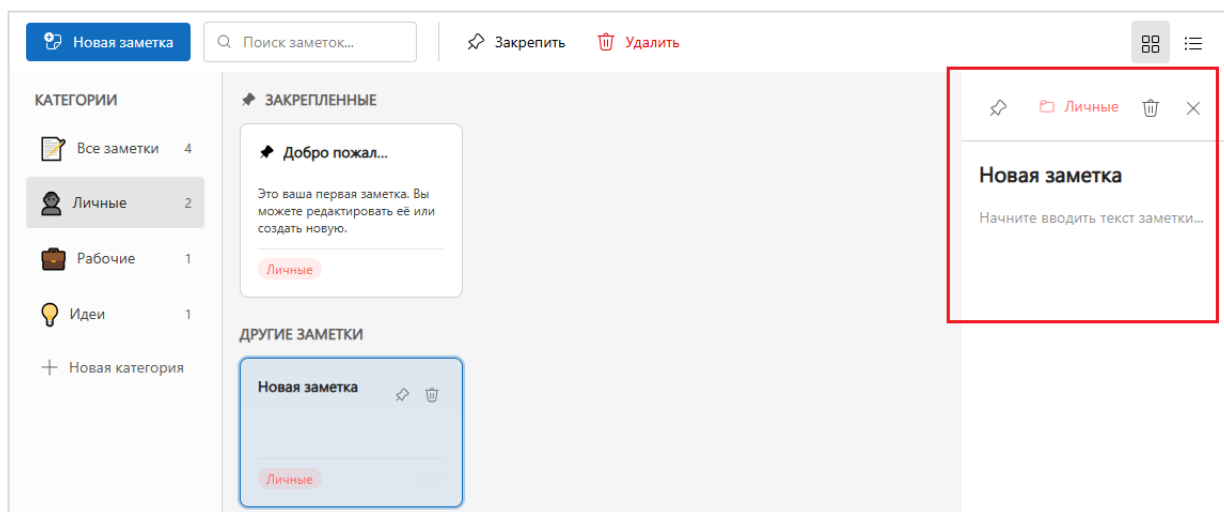 Новая заметка
Поиск заметок...
Закрепить
Удалить
КАТЕГОРИИ
Все заметки 4
Личные 2
Рабочие 1
Идеи 1
Новая категория
ЗАКРЕПЛЕННЫЕ
Добро пожал...
Это ваша первая заметка. Вы
можете редактировать её или
создать новую.
Личные
ДРУГИЕ ЗАМЕТКИ
Новая заметка
Личные
Личные
Новая заметка
Начните вводить текст заметки...